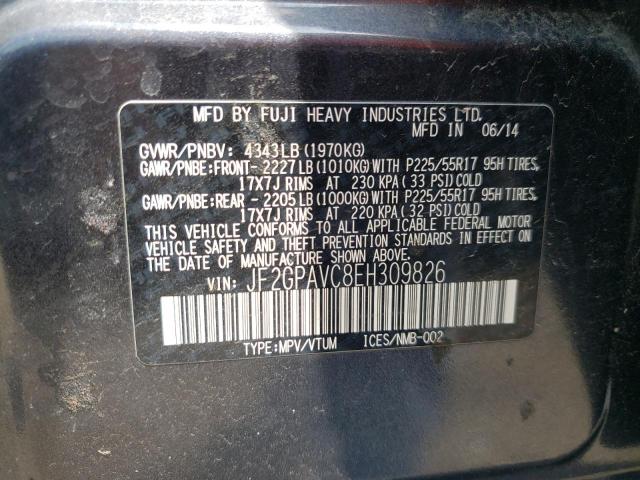 MFD BY FUJI HEAVY INDUSTRIES LTD.
MFD IN 06/14
GVWR/PNBV: 4343LB(1970KG)
GAWR/PNBE:FRONT-2227LB(1010KG)WITH P225/55R17 95H TIRES,
17X7J RIMS AT 230 KPA(33 PSI)COLD
GAWR/PNBE:REAR -2205LB(1000KG)WITH P225/55R17 95H TIRES,
17X7J RIMS AT 220 KPA(32 PSI)COLD
THIS VEHICLE CONFORMS TO ALL APPLICABLE FEDERAL MOTOR
VEHICLE SAFETY AND THEFT PREVENTION STANDARDS IN EFFECT ON
THE DATE OF MANUFACTURE SHOWN ABOVE.
VIN: JF2GPAVC8EH309826
TYPE:MPV/VTUM ICES/NMB-002